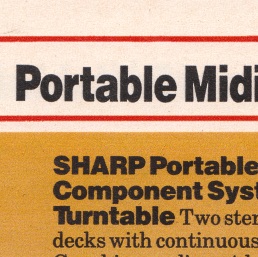 Portable Midi
SHARP Portable
Component Syst
Turntable Two ster
decks with continuous